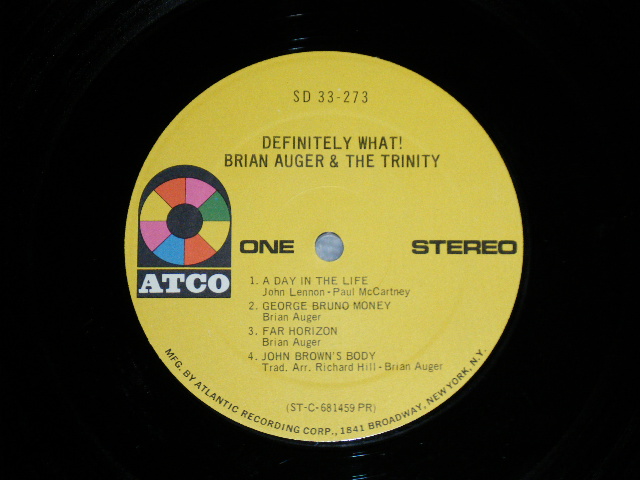 SD 33-273
DEFINITELY WHAT!
BRIAN AUGER & THE TRINITY
ATCO
ONE
STEREO
1. A DAY IN THE LIFE
John Lennon - Paul McCartney
2. GEORGE BRUNO MONEY
Brian Auger
3. FAR HORIZON
Brian Auger
4. JOHN BROWN'S BODY
Trad. Arr. Richard Hill - Brian Auger
(ST-C-681459 PR)
MFG. BY ATLANTIC RECORDING CORP., 1841 BROADWAY, NEW YORK, N.Y.